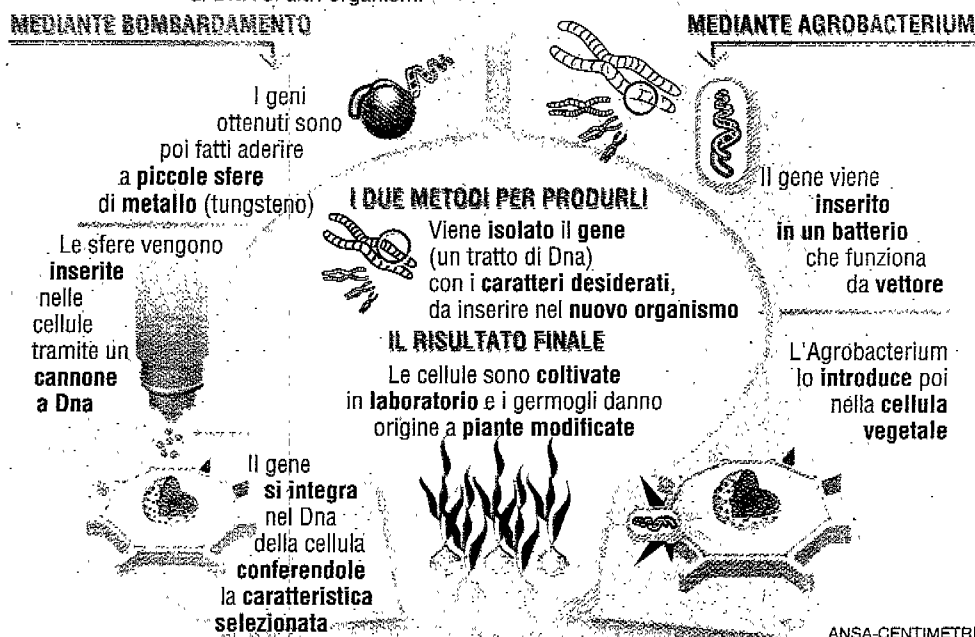 MEDIANTE BOMBARDAMENTO
I geni
ottenuti sono
poi fatti aderire
a piccole sfere
di metallo (tungsteno)
Le sfere vengono
inserite
nelle
cellule
tramite un
cannone
a Dna
Il gene
si integra
nel Dna
della cellula
conferendole
la caratteristica
selezionata
I DUE METODI PER PRODURLI
Viene isolato il gene
(un tratto di Dna)
con i caratteri desiderati,
da inserire nel nuovo organismo
IL RISULTATO FINALE
Le cellule sono coltivate
in laboratorio e i germogli danno
origine a piante modificate
MEDIANTE AGROBACTERIUM
Il gene viene
inserito
in un batterio
che funziona
da vettore
L'Agrobacterium
lo introduce poi
nella cellula
vegetale
ANSA-CENTIMETRI